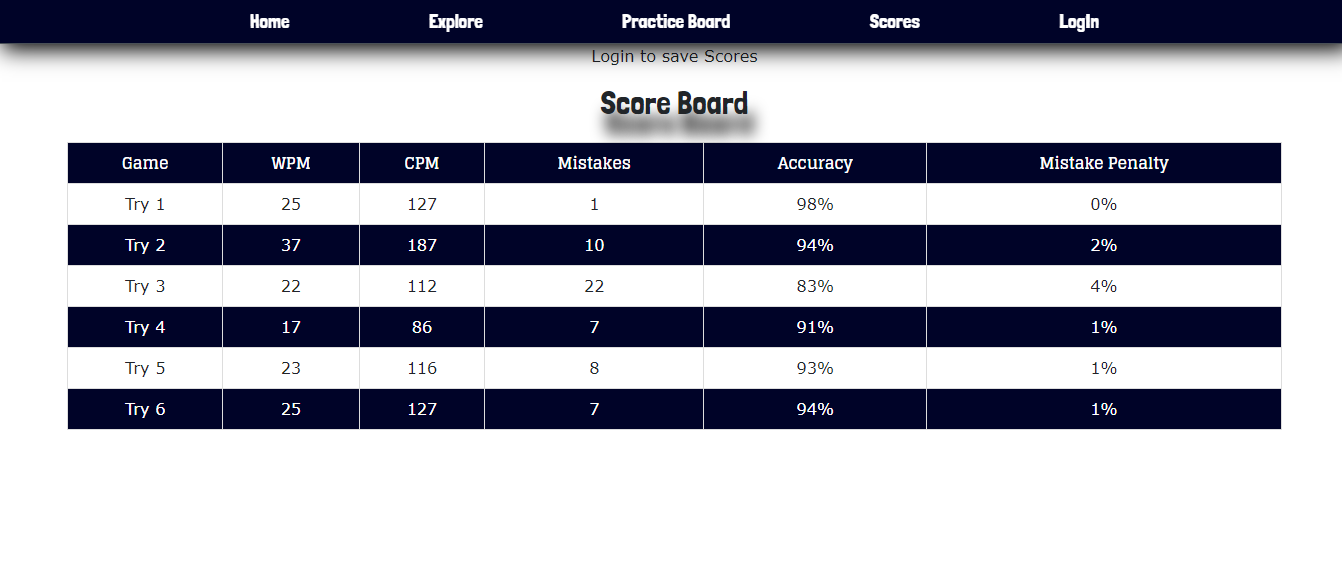 Home Explore Practice Board Scores LogIn
Login to save Scores
Score Board
Game WPM CPM Mistakes Accuracy Mistake Penalty
Try 1 25 127 1 98% 0%
Try 2 37 187 10 94% 2%
Try 3 22 112 22 83% 4%
Try 4 17 86 7 91% 1%
Try 5 23 116 8 93% 1%
Try 6 25 127 7 94% 1%